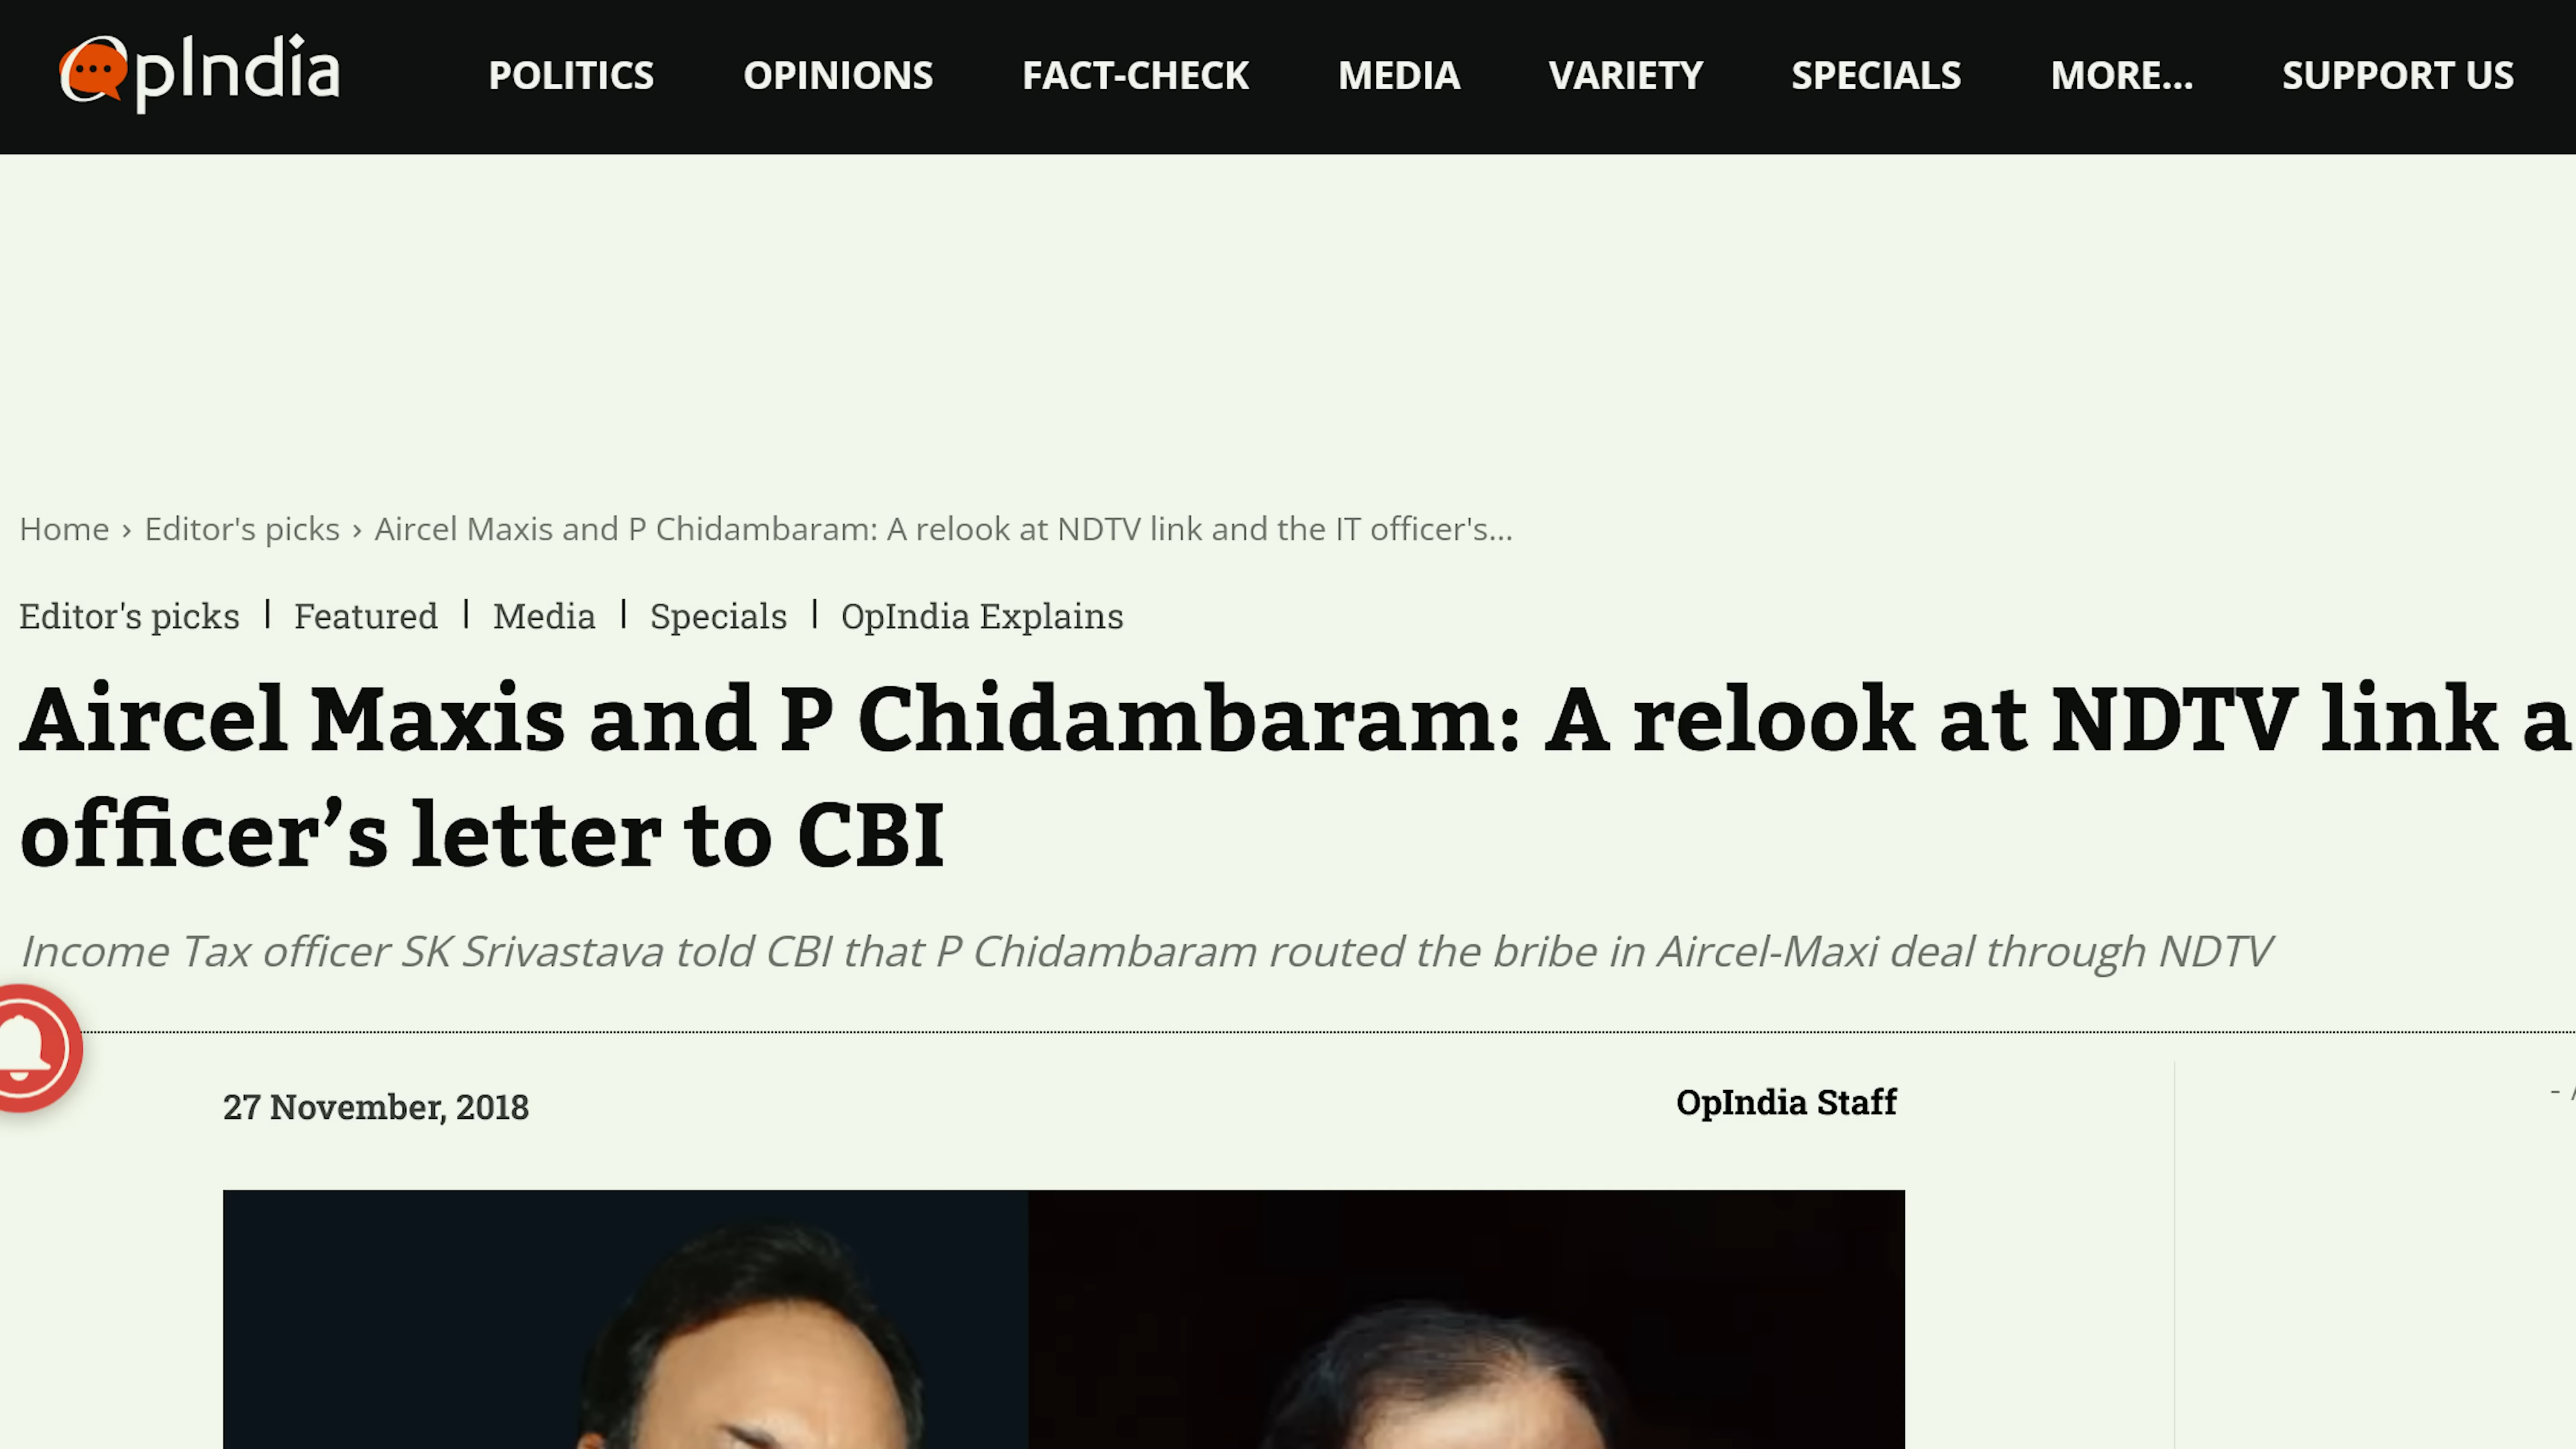 OpIndia POLITICS OPINIONS FACT-CHECK MEDIA VARIETY SPECIALS MORE... SUPPORT US
Home › Editor's picks › Aircel Maxis and P Chidambaram: A relook at NDTV link and the IT officer's...
Editor's picks | Featured | Media | Specials | OpIndia Explains
Aircel Maxis and P Chidambaram: A relook at NDTV link a
officer’s letter to CBI
Income Tax officer SK Srivastava told CBI that P Chidambaram routed the bribe in Aircel-Maxi deal through NDTV
27 November, 2018 OpIndia Staff